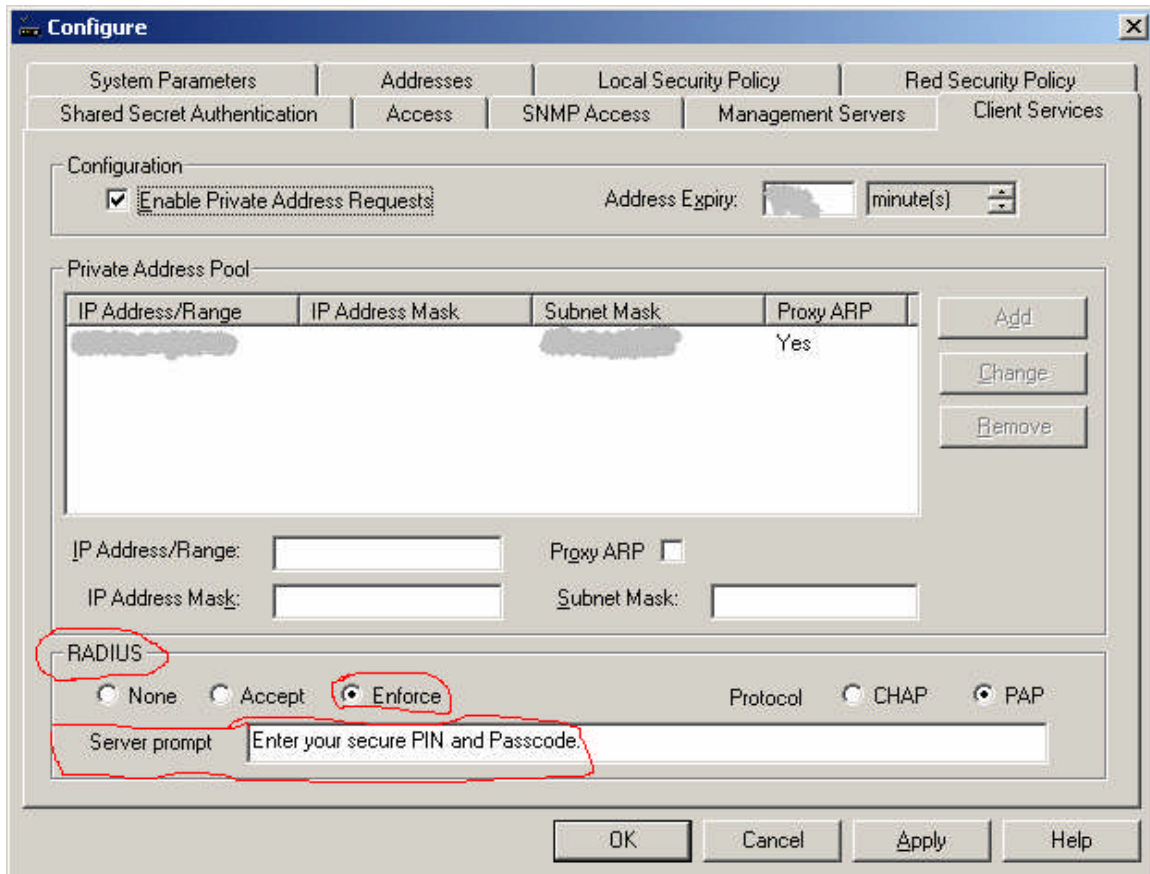 Configure
System Parameters Addresses Local Security Policy Red Security Policy
Shared Secret Authentication Access SNMP Access Management Servers Client Services
Configuration
Enable Private Address Requests Address Expiry: minute(s)
Private Address Pool
IP Address/Range IP Address Mask Subnet Mask Proxy ARP
Yes
Add
Change
Remove
IP Address/Range: Proxy ARP
IP Address Mask: Subnet Mask:
RADIUS
None Accept Enforce Protocol CHAP PAP
Server prompt Enter your secure PIN and Passcode.
OK Cancel Apply Help